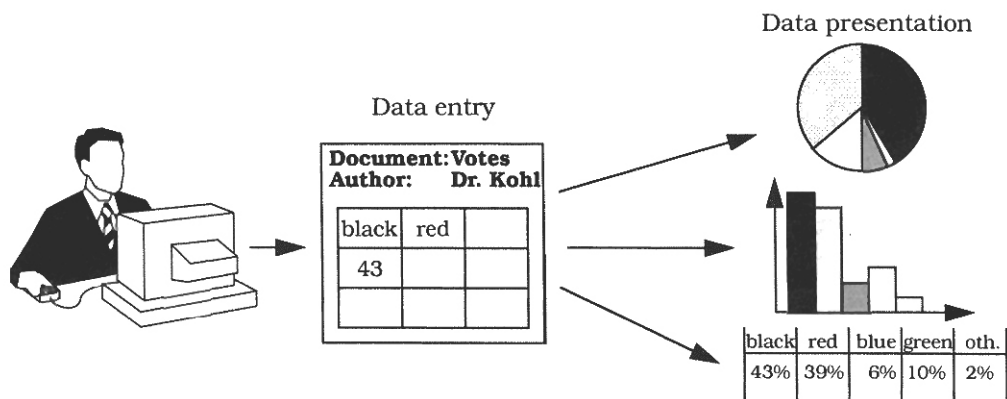 Data presentation
Data entry
Document: Votes
Author: Dr. Kohl
black red
43
black red blue green oth.
43% 39% 6% 10% 2%